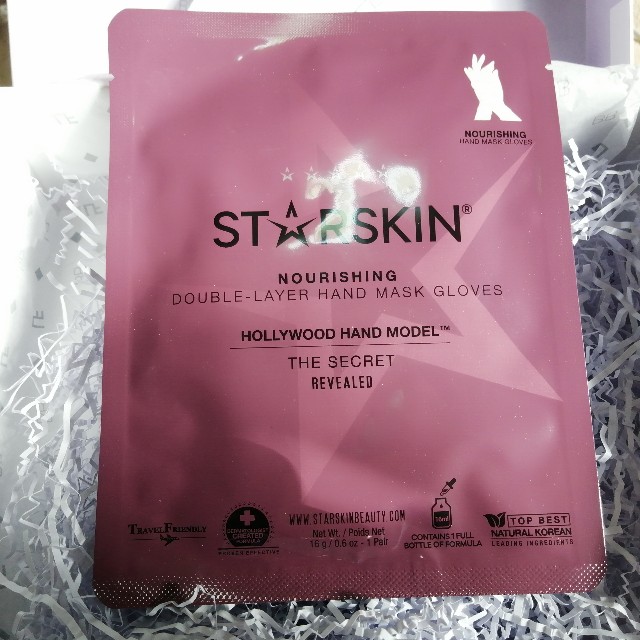 NOURISHING
HAND MASK GLOVES
STARSKIN®
NOURISHING
DOUBLE-LAYER HAND MASK GLOVES
HOLLYWOOD HAND MODEL™
THE SECRET
REVEALED
TRAVEL FRIENDLY
CREATED
WWW.STARSKINBEAUTY.COM
Net Wt. / Poids Net
16 g / 0.6 oz - 1 Pair
CONTAINS 1 FULL
BOTTLE OF FORMULA
TOP BEST
NATURAL KOREAN
LEADING INGREDIENTS